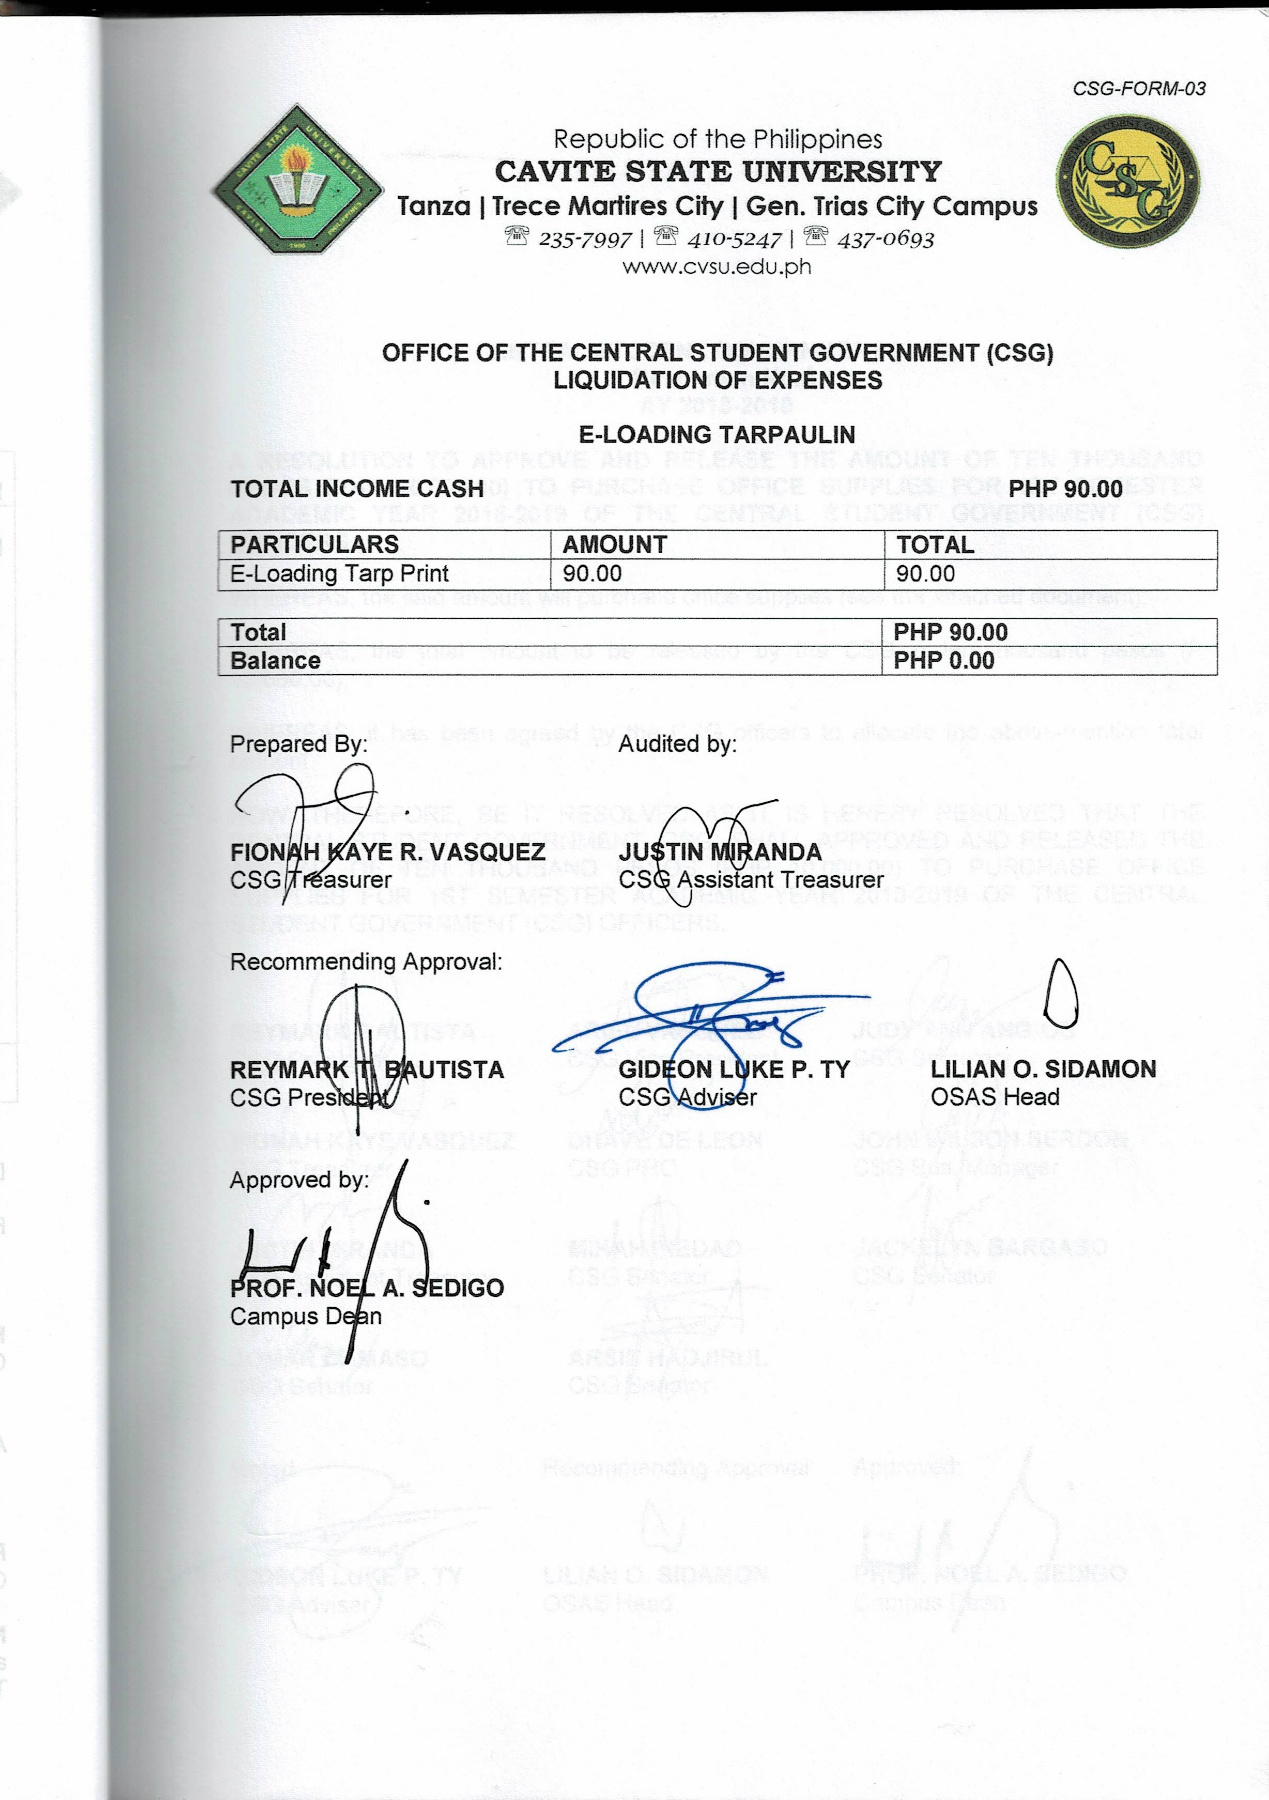 CSG-FORM-03
Republic of the Philippines
CAVITE STATE UNIVERSITY
Tanza | Trece Martires City | Gen. Trias City Campus
☏ 235-7997 | ☏ 410-5247 | ☏ 437-0693
www.cvsu.edu.ph
OFFICE OF THE CENTRAL STUDENT GOVERNMENT (CSG)
LIQUIDATION OF EXPENSES
E-LOADING TARPAULIN
TOTAL INCOME CASH PHP 90.00
PARTICULARS AMOUNT TOTAL
E-Loading Tarp Print 90.00 90.00
Total PHP 90.00
Balance PHP 0.00
Prepared By: Audited by:
FIONAH KAYE R. VASQUEZ JUSTIN MIRANDA
CSG Treasurer CSG Assistant Treasurer
Recommending Approval:
REYMARK T. BAUTISTA GIDEON LUKE P. TY LILIAN O. SIDAMON
CSG President CSG Adviser OSAS Head
Approved by:
PROF. NOEL A. SEDIGO
Campus Dean